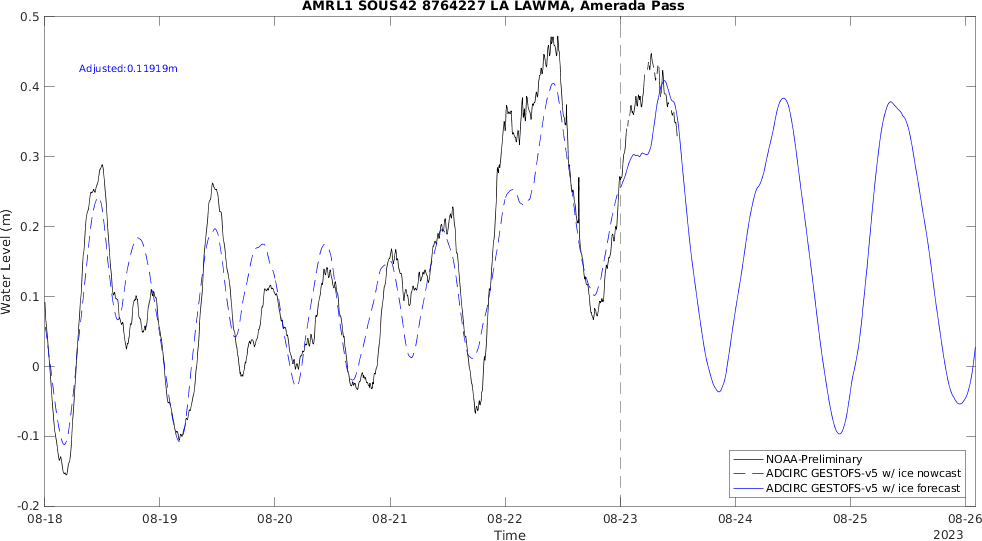 AMRL1 SOUS42 8764227 LA LAWMA, Amerada Pass
Adjusted:0.11919m
Water Level (m)
0.5
0.4
0.3
0.2
0.1
0
-0.1
-0.2
08-18 08-19 08-20 08-21 08-22 08-23 08-24 08-25 08-26
Time
2023
NOAA-Preliminary
ADCIRC GESTOFS-v5 w/ ice nowcast
ADCIRC GESTOFS-v5 w/ ice forecast